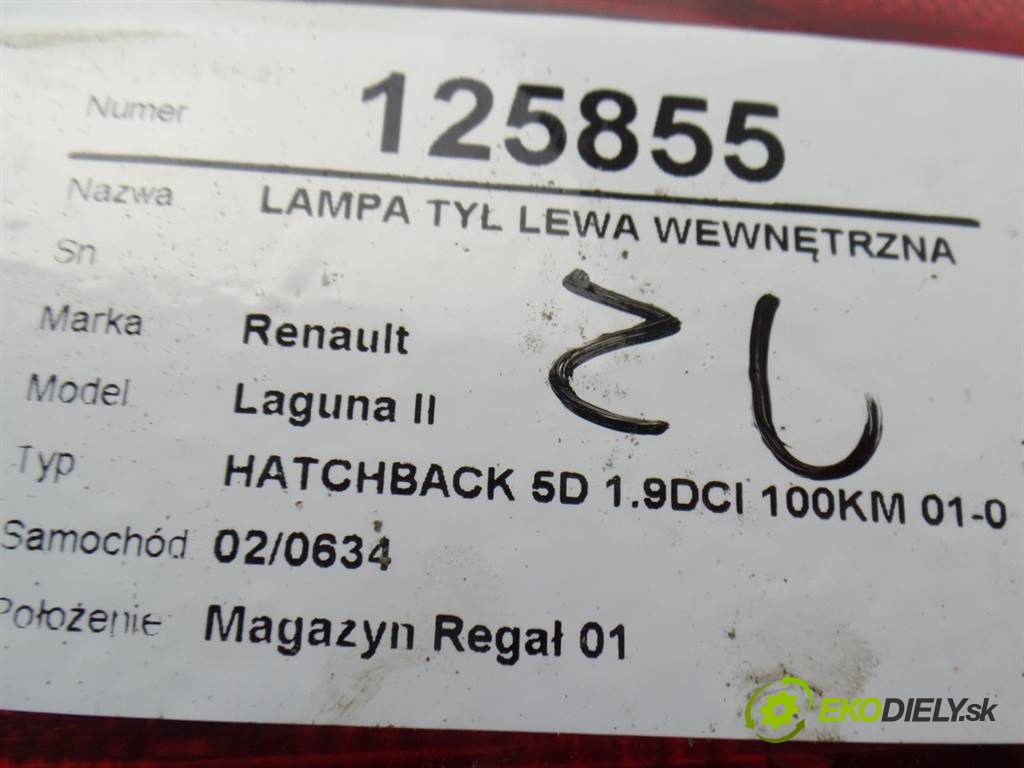 Numer 125855
Nazwa LAMPA TYŁ LEWA WEWNĘTRZNA
Sn
Marka Renault
Model Laguna II
Typ HATCHBACK 5D 1.9DCI 100KM 01-0
Samochód 02/0634
Położenie Magazyn Regał 01
EKODIELY.sk